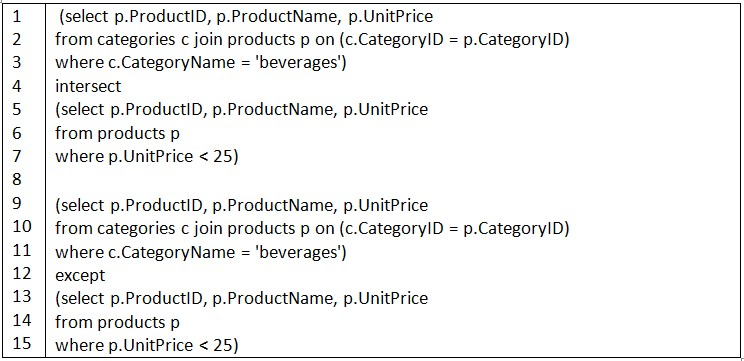 1 (select p.ProductID, p.ProductName, p.UnitPrice
2 from categories c join products p on (c.CategoryID = p.CategoryID)
3 where c.CategoryName = 'beverages')
4 intersect
5 (select p.ProductID, p.ProductName, p.UnitPrice
6 from products p
7 where p.UnitPrice < 25)
8
9 (select p.ProductID, p.ProductName, p.UnitPrice
10 from categories c join products p on (c.CategoryID = p.CategoryID)
11 where c.CategoryName = 'beverages')
12 except
13 (select p.ProductID, p.ProductName, p.UnitPrice
14 from products p
15 where p.UnitPrice < 25)